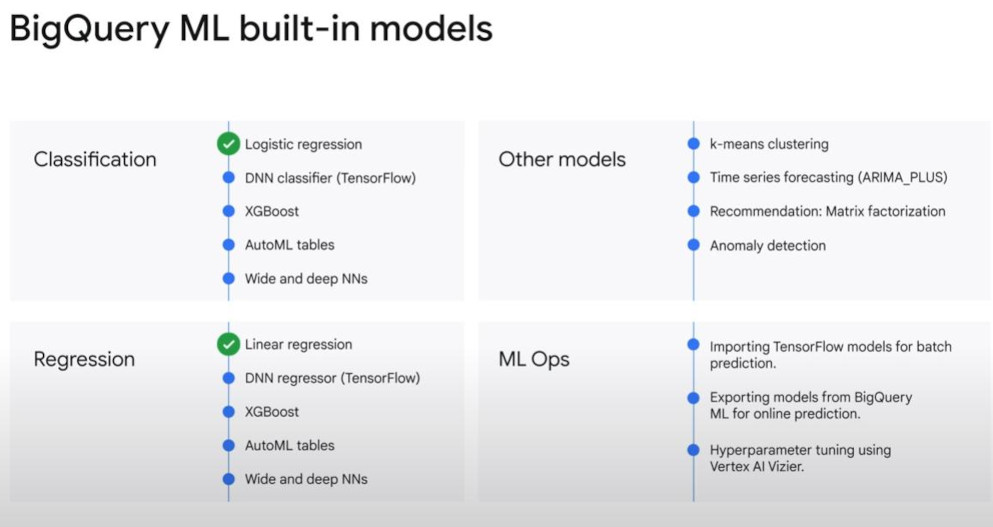 BigQuery ML built-in models
Classification
Logistic regression
DNN classifier (TensorFlow)
XGBoost
AutoML tables
Wide and deep NNs
Other models
k-means clustering
Time series forecasting (ARIMA_PLUS)
Recommendation: Matrix factorization
Anomaly detection
Regression
Linear regression
DNN regressor (TensorFlow)
XGBoost
AutoML tables
Wide and deep NNs
ML Ops
Importing TensorFlow models for batch
prediction.
Exporting models from BigQuery
ML for online prediction.
Hyperparameter tuning using
Vertex AI Vizier.